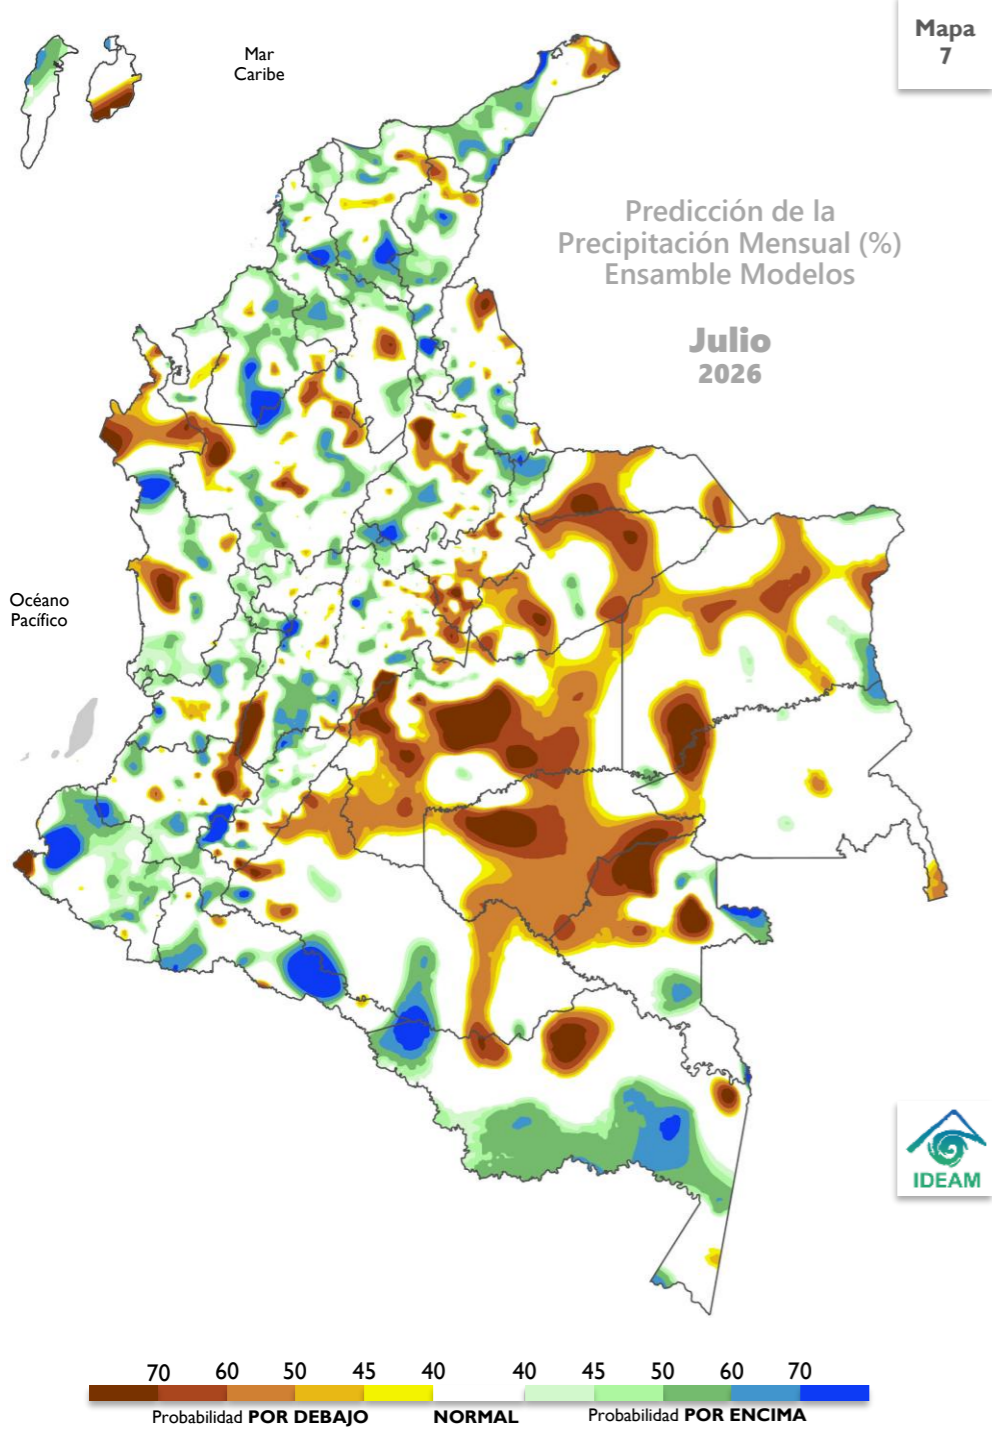 Mapa
7
Mar
Caribe
Predicción de la
Precipitación Mensual (%)
Ensamble Modelos
Julio
2026
Océano
Pacífico
IDEAM
70 60 50 45 40 40 45 50 60 70
Probabilidad POR DEBAJO NORMAL Probabilidad POR ENCIMA